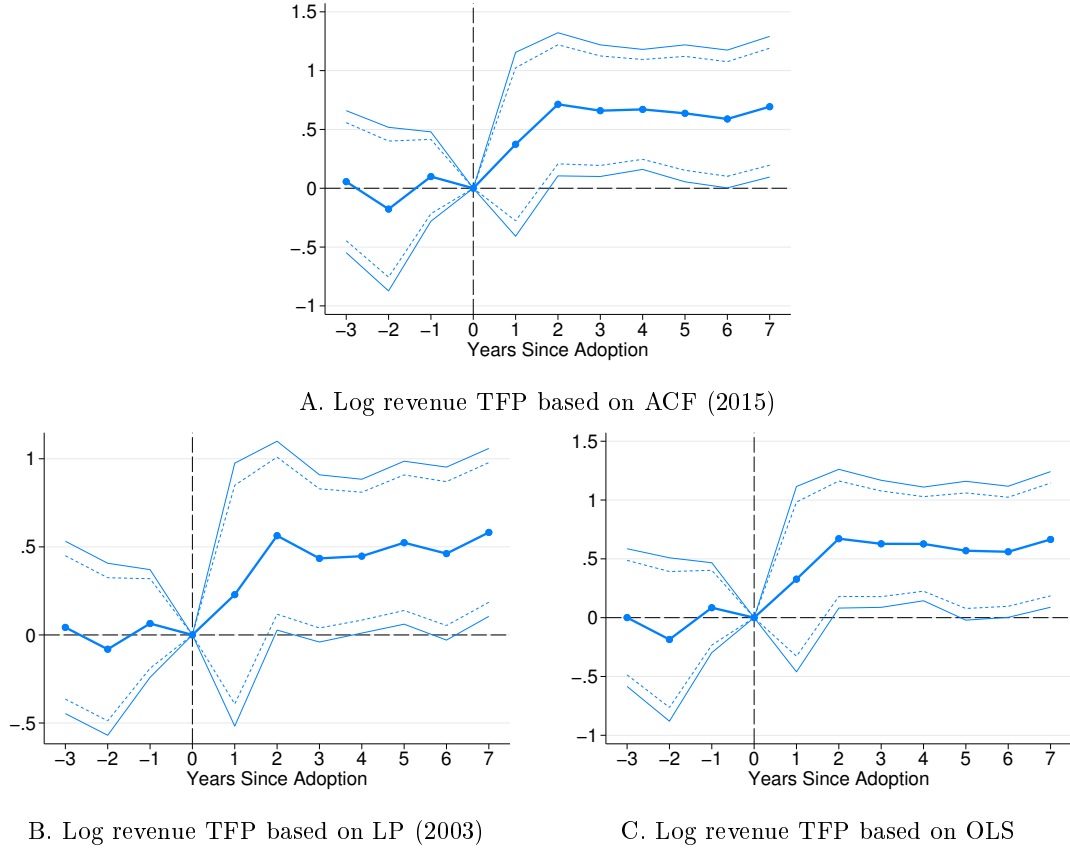 1.5
1
.5
0
−.5
−1
−3 −2 −1 0 1 2 3 4 5 6 7
Years Since Adoption
A. Log revenue TFP based on ACF (2015)
1
.5
0
−.5
−3 −2 −1 0 1 2 3 4 5 6 7
Years Since Adoption
B. Log revenue TFP based on LP (2003)
1.5
1
.5
0
−.5
−1
−3 −2 −1 0 1 2 3 4 5 6 7
Years Since Adoption
C. Log revenue TFP based on OLS